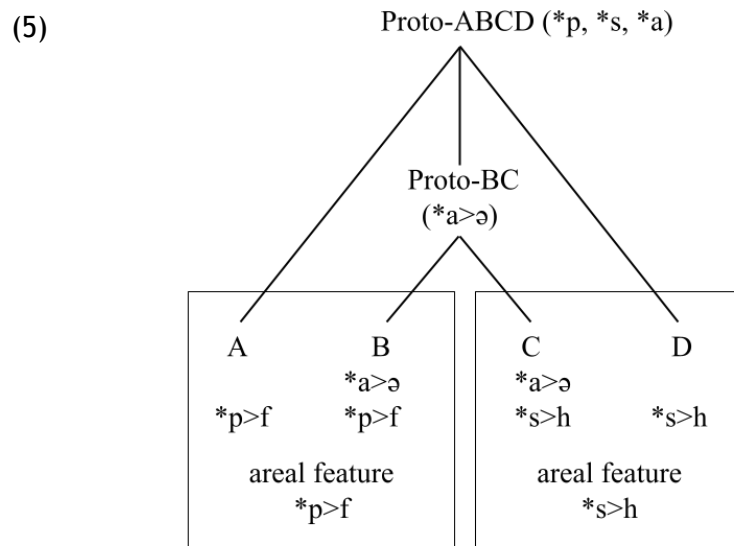 (5)
Proto-ABCD (*p, *s, *a)
Proto-BC
(*a>ə)
A B C D
*a>ə *a>ə
*p>f *p>f *s>h *s>h
areal feature areal feature
*p>f *s>h